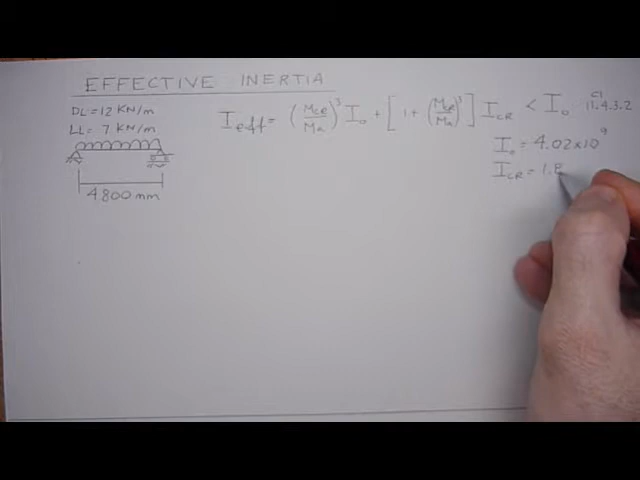 EFFECTIVE INERTIA
DL = 12 KN/m
LL = 7 KN/m
4800 mm
I eff = (MCR/Ma)³ Io + [1 + (MCR/Ma)³] ICR < Io
Cl 11.4.3.2
Io = 4.02 x 10⁹
ICR = 1.8